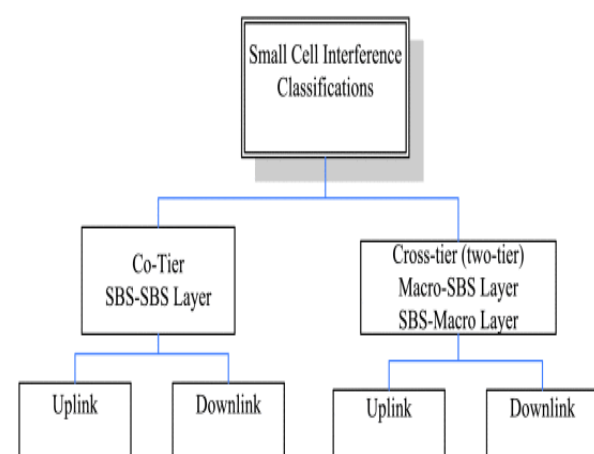 Small Cell Interference
Classifications
Co-Tier
SBS-SBS Layer
Cross-tier (two-tier)
Macro-SBS Layer
SBS-Macro Layer
Uplink
Downlink
Uplink
Downlink